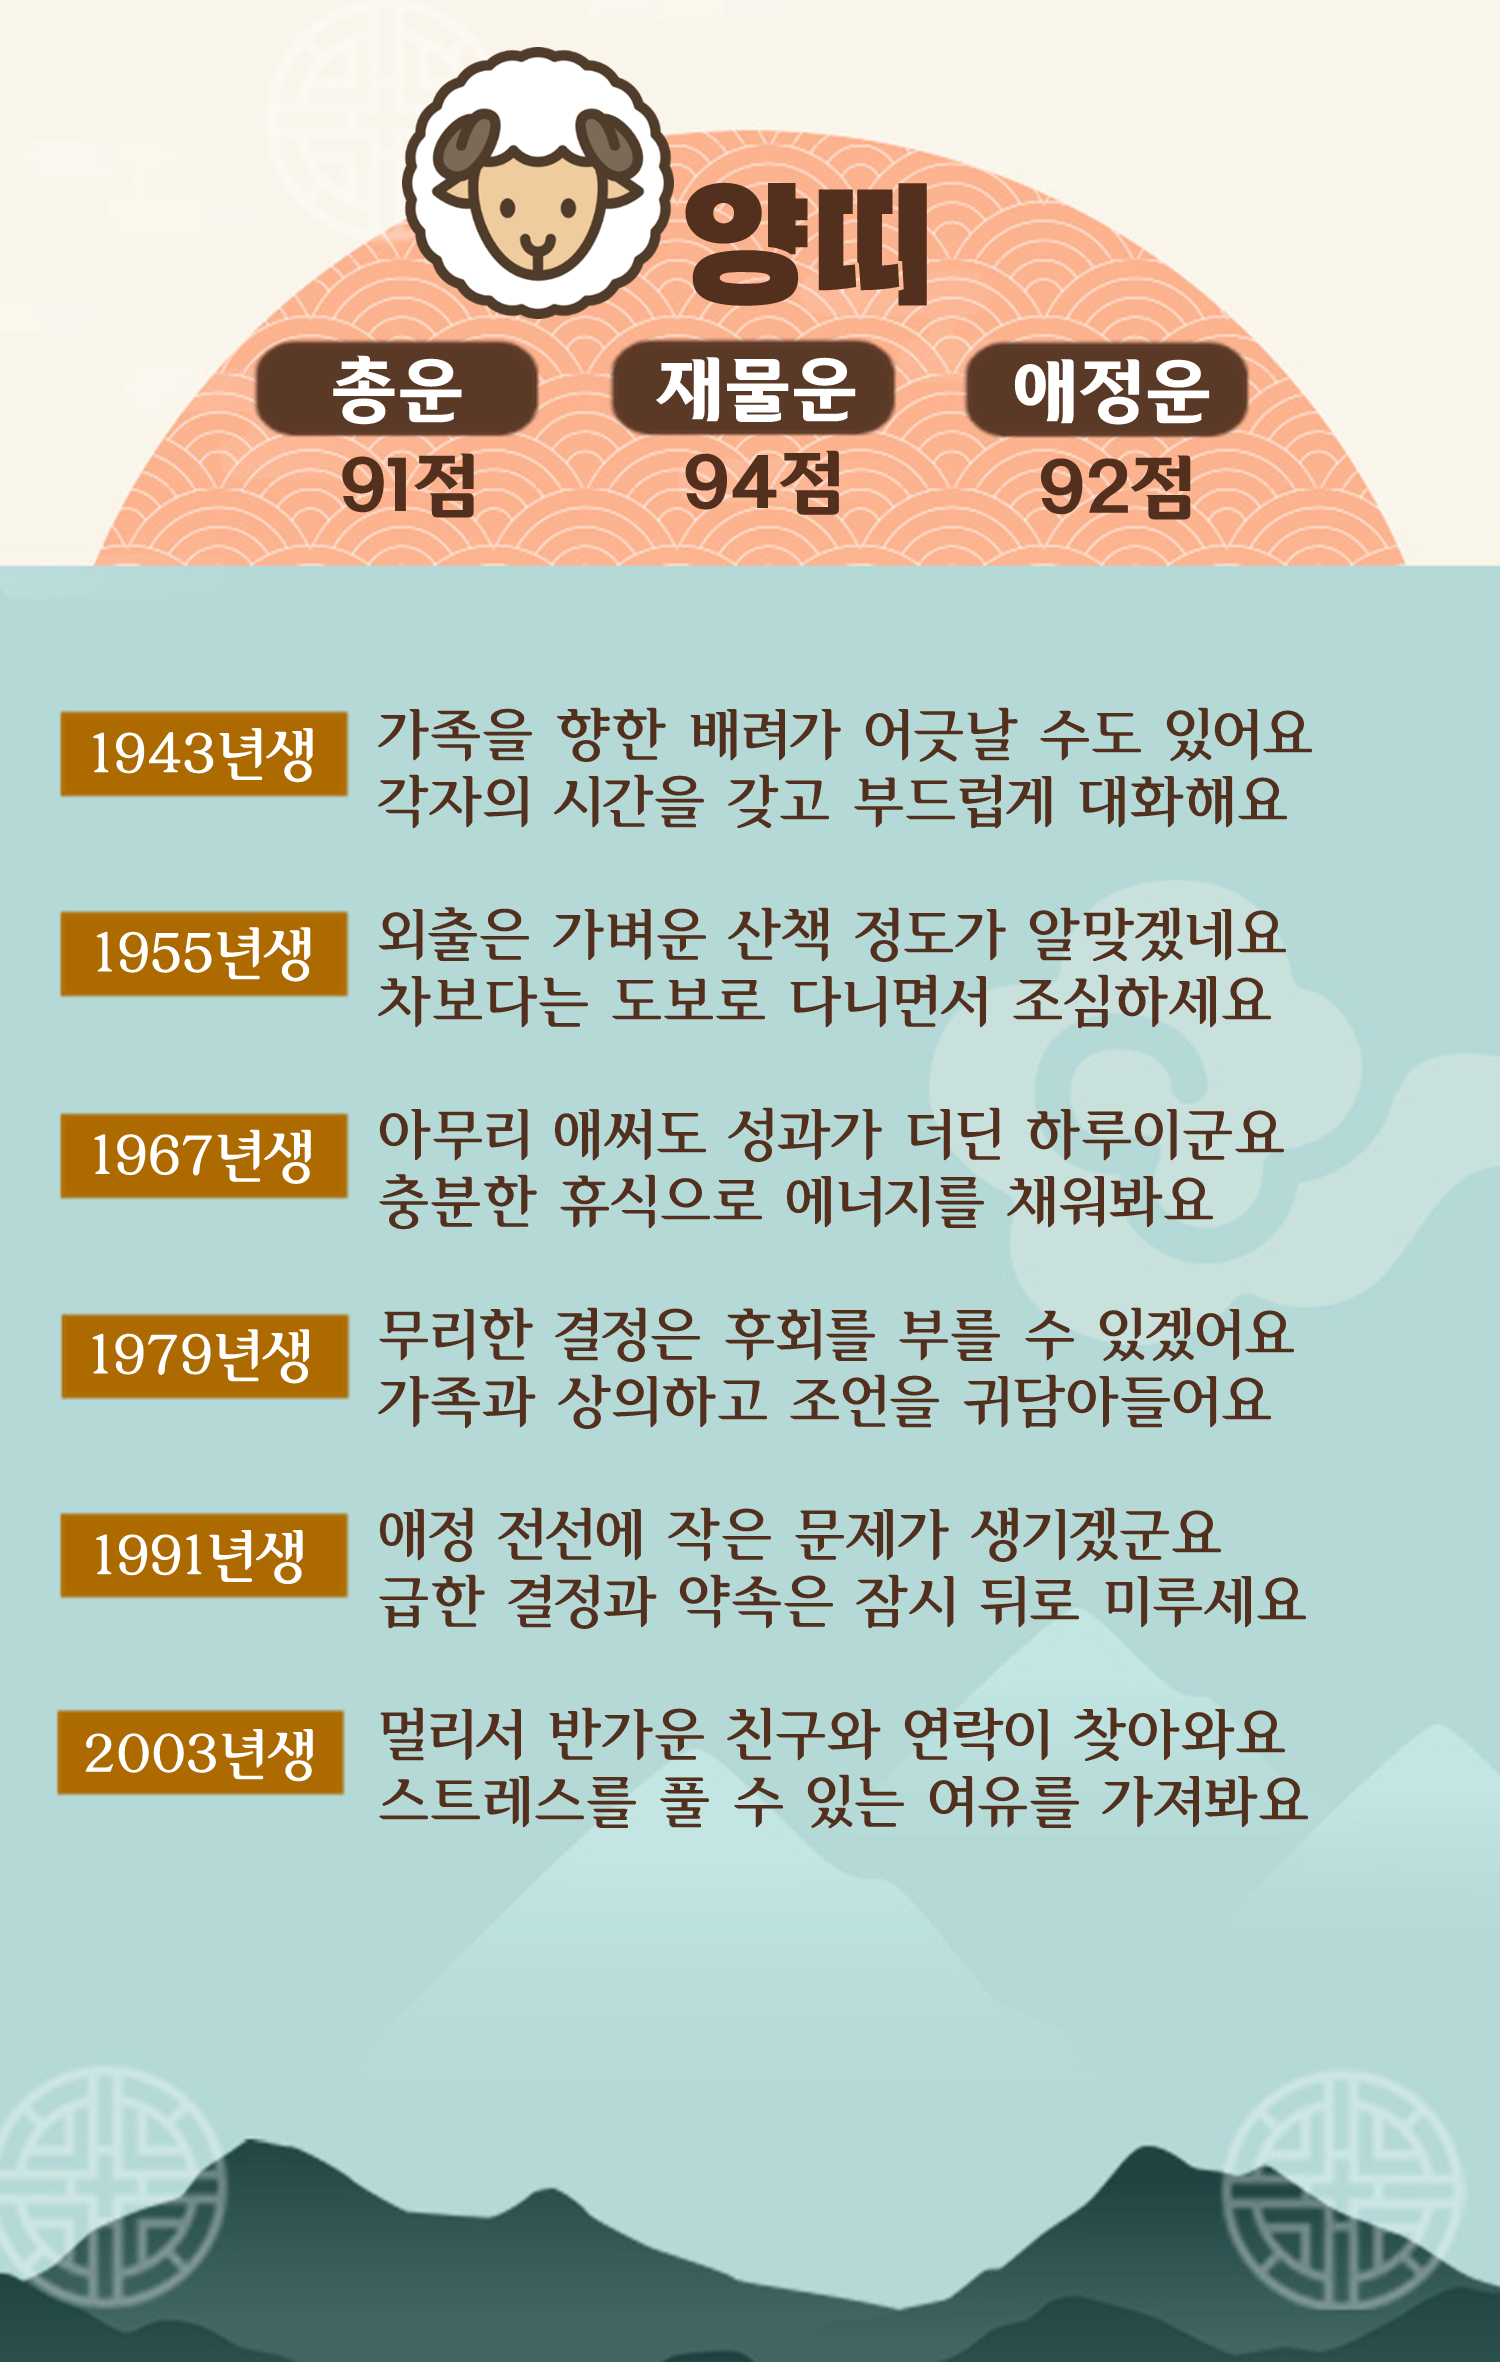 양띠
총운 재물운 애정운
91점 94점 92점
1943년생
가족을 향한 배려가 어긋날 수도 있어요
각자의 시간을 갖고 부드럽게 대화해요
1955년생
외출은 가벼운 산책 정도가 알맞겠네요
차보다는 도보로 다니면서 조심하세요
1967년생
아무리 애써도 성과가 더딘 하루이군요
충분한 휴식으로 에너지를 채워봐요
1979년생
무리한 결정은 후회를 부를 수 있겠어요
가족과 상의하고 조언을 귀담아들어요
1991년생
애정 전선에 작은 문제가 생기겠군요
급한 결정과 약속은 잠시 뒤로 미루세요
2003년생
멀리서 반가운 친구와 연락이 찾아와요
스트레스를 풀 수 있는 여유를 가져봐요